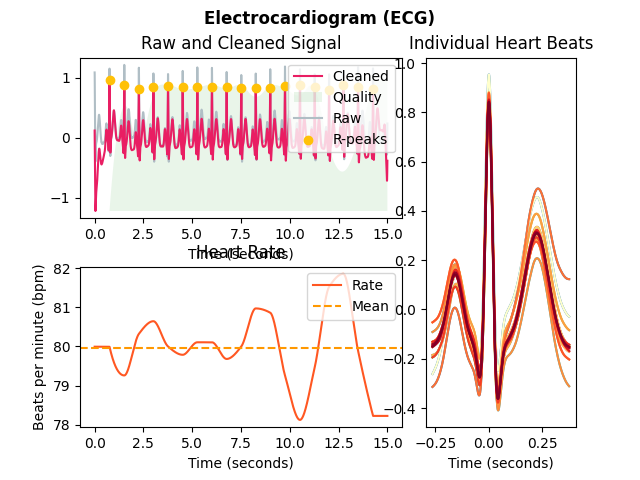 Electrocardiogram (ECG)
Raw and Cleaned Signal
1
0
−1
0.0 2.5 5.0 7.5 10.0 12.5 15.0
Time (seconds)
Cleaned
Quality
Raw
R-peaks
Heart Rate
Beats per minute (bpm)
82
81
80
79
78
0.0 2.5 5.0 7.5 10.0 12.5 15.0
Time (seconds)
Rate
Mean
Individual Heart Beats
1.0
0.8
0.6
0.4
0.2
0.0
−0.2
−0.4
−0.25 0.00 0.25
Time (seconds)